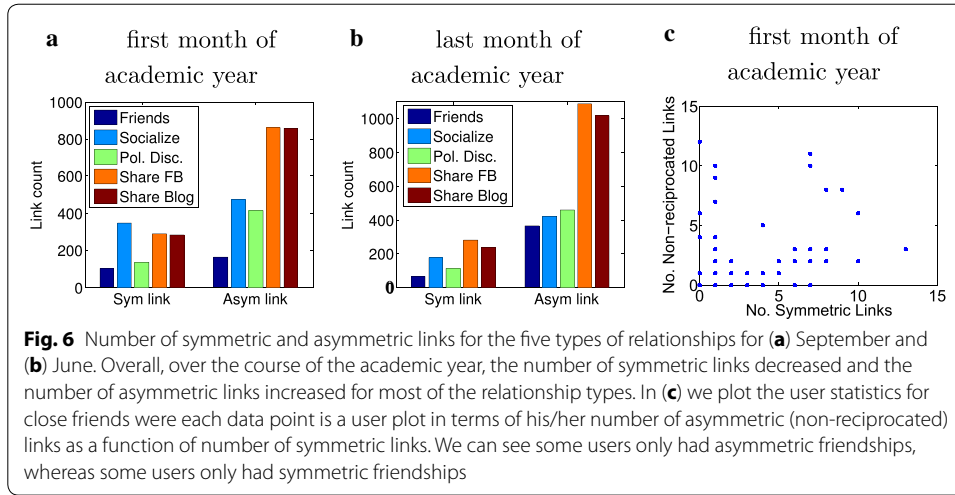 a first month of
academic year
1000
800
600
400
200
0
Link count
Friends
Socialize
Pol. Disc.
Share FB
Share Blog
Sym link
Asym link
b last month of
academic year
1000
800
600
400
200
0
Link count
Friends
Socialize
Pol. Disc.
Share FB
Share Blog
Sym link
Asym link
c first month of
academic year
15
10
5
0
No. Non−reciprocated Links
0 5 10 15
No. Symmetric Links
Fig. 6 Number of symmetric and asymmetric links for the five types of relationships for (a) September and
(b) June. Overall, over the course of the academic year, the number of symmetric links decreased and the
number of asymmetric links increased for most of the relationship types. In (c) we plot the user statistics for
close friends were each data point is a user plot in terms of his/her number of asymmetric (non-reciprocated)
links as a function of number of symmetric links. We can see some users only had asymmetric friendships,
whereas some users only had symmetric friendships